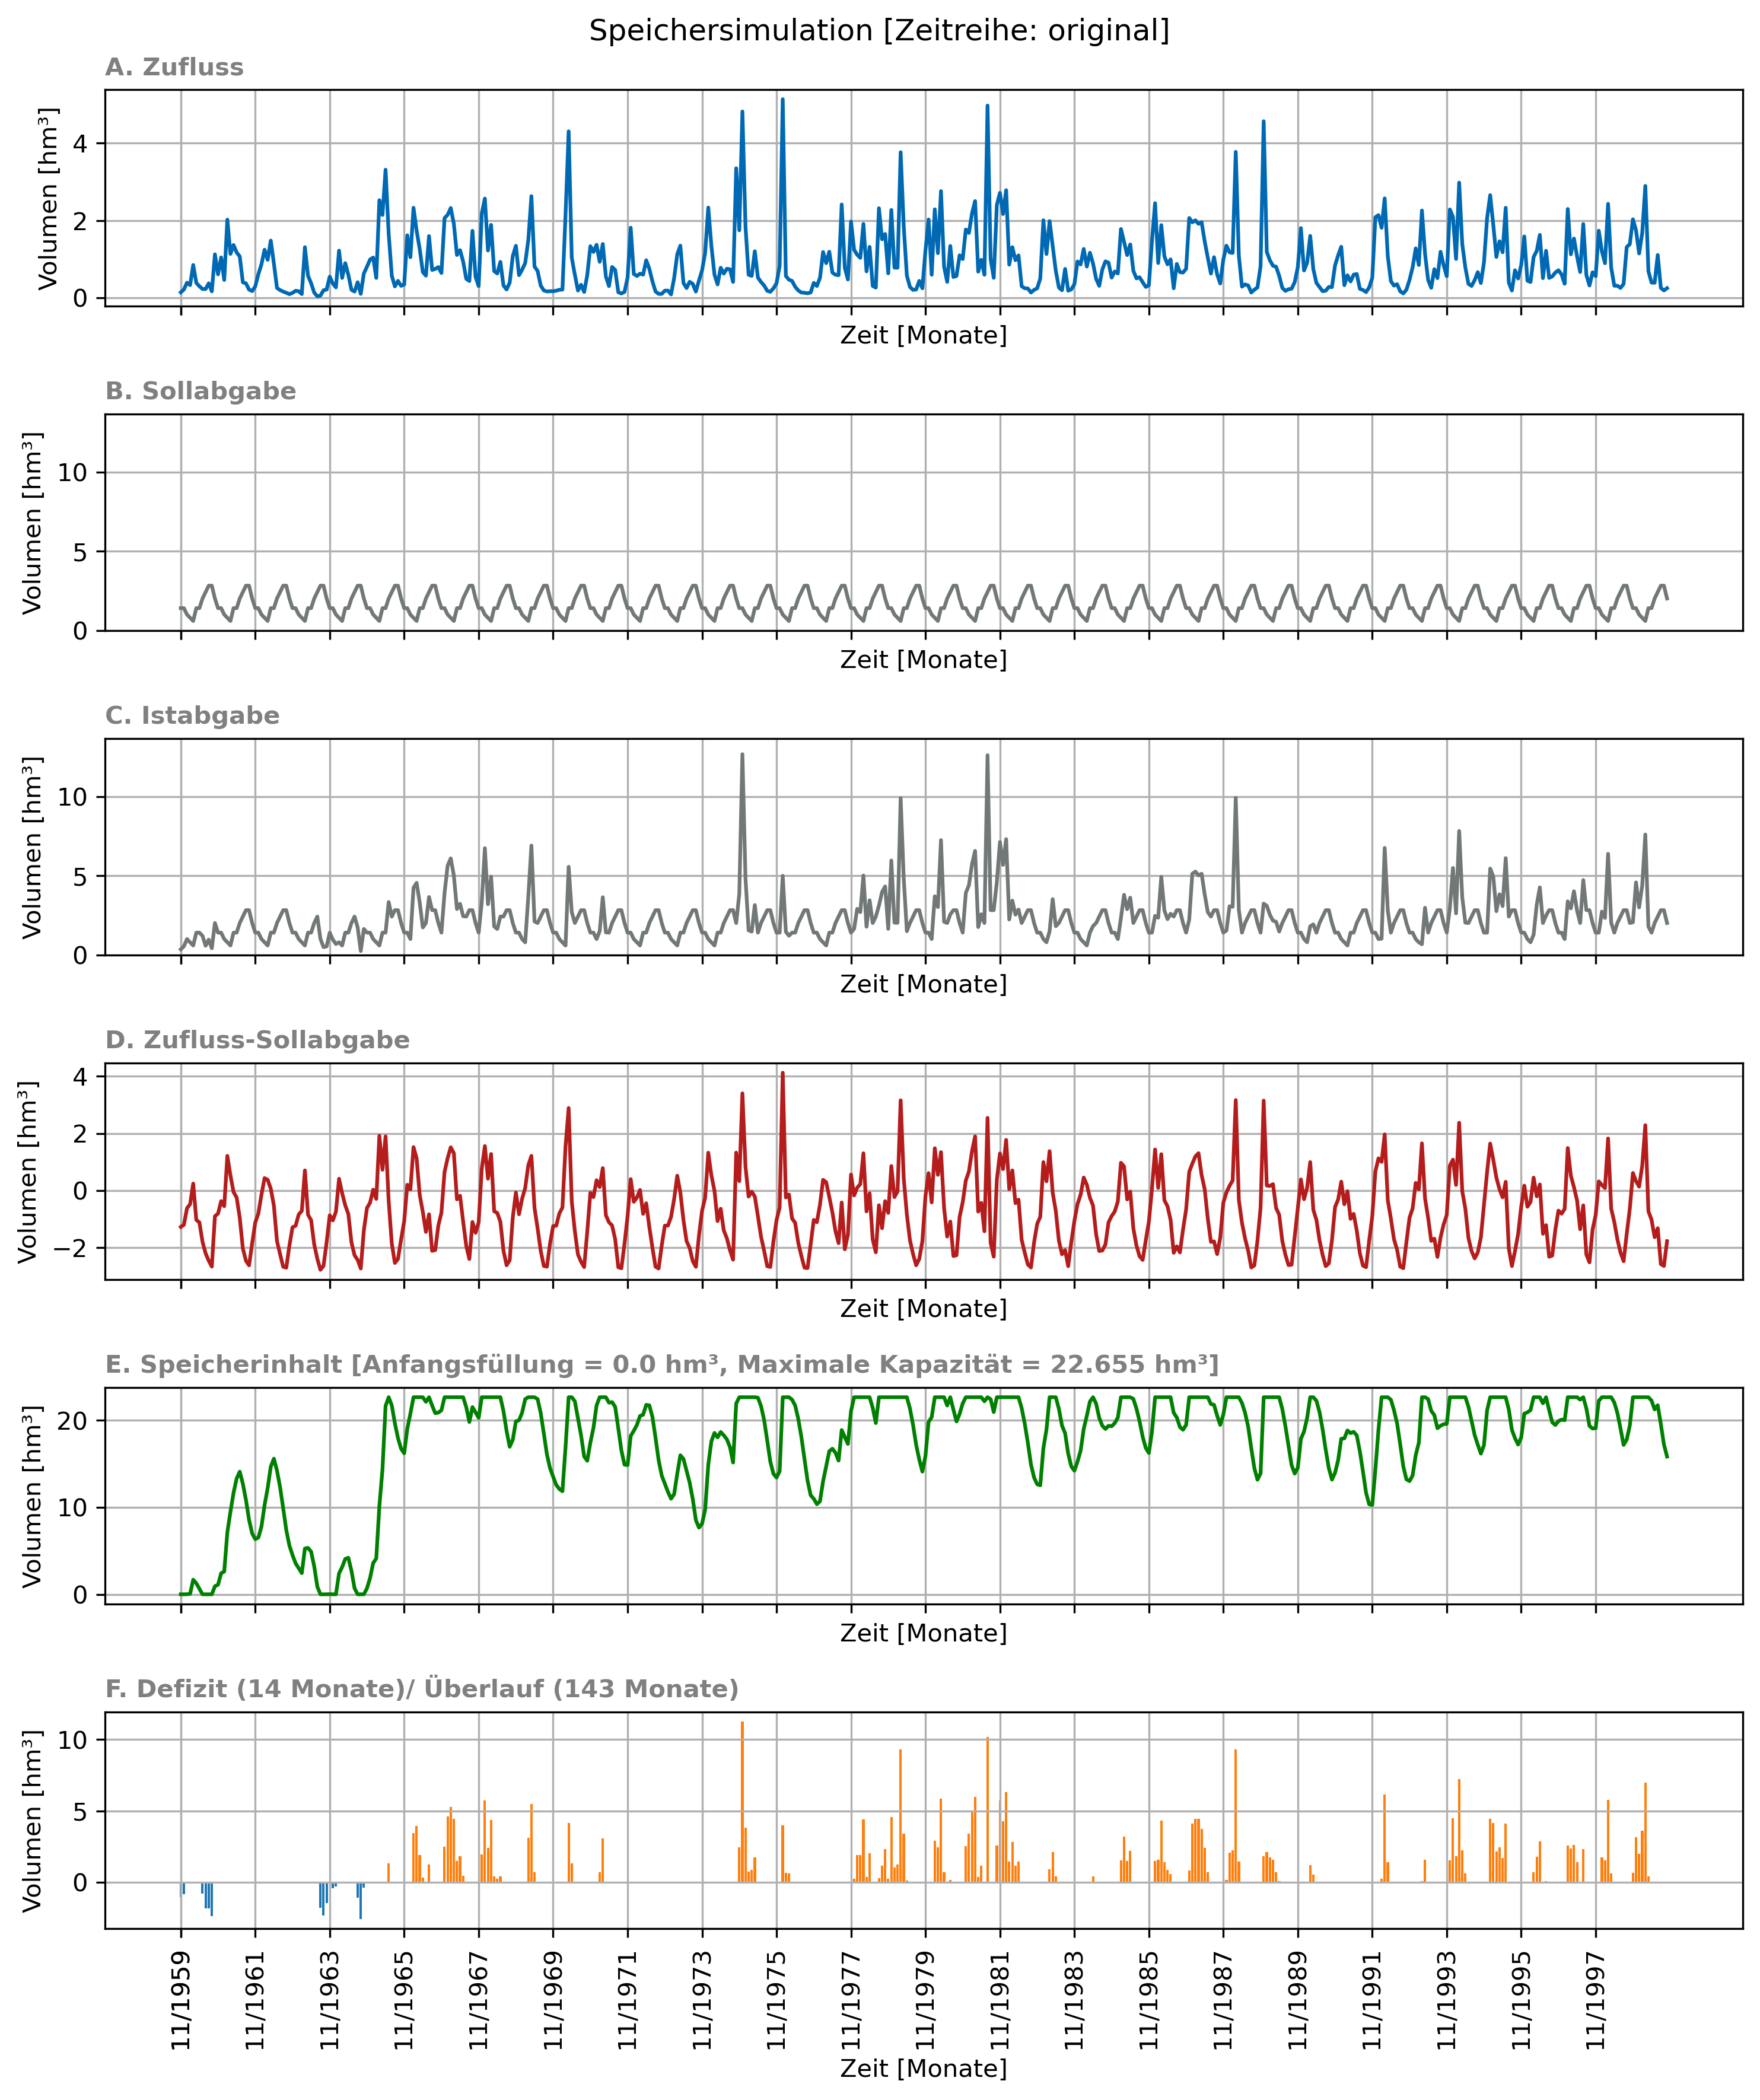 Speichersimulation [Zeitreihe: original]
A. Zufluss
Volumen [hm³]
4
2
0
Zeit [Monate]
B. Sollabgabe
Volumen [hm³]
10
5
0
Zeit [Monate]
C. Istabgabe
Volumen [hm³]
10
5
0
Zeit [Monate]
D. Zufluss-Sollabgabe
Volumen [hm³]
4
2
0
−2
Zeit [Monate]
E. Speicherinhalt [Anfangsfüllung = 0.0 hm³, Maximale Kapazität = 22.655 hm³]
Volumen [hm³]
20
10
0
Zeit [Monate]
F. Defizit (14 Monate)/ Überlauf (143 Monate)
Volumen [hm³]
10
5
0
11/1959
11/1961
11/1963
11/1965
11/1967
11/1969
11/1971
11/1973
11/1975
11/1977
11/1979
11/1981
11/1983
11/1985
11/1987
11/1989
11/1991
11/1993
11/1995
11/1997
Zeit [Monate]